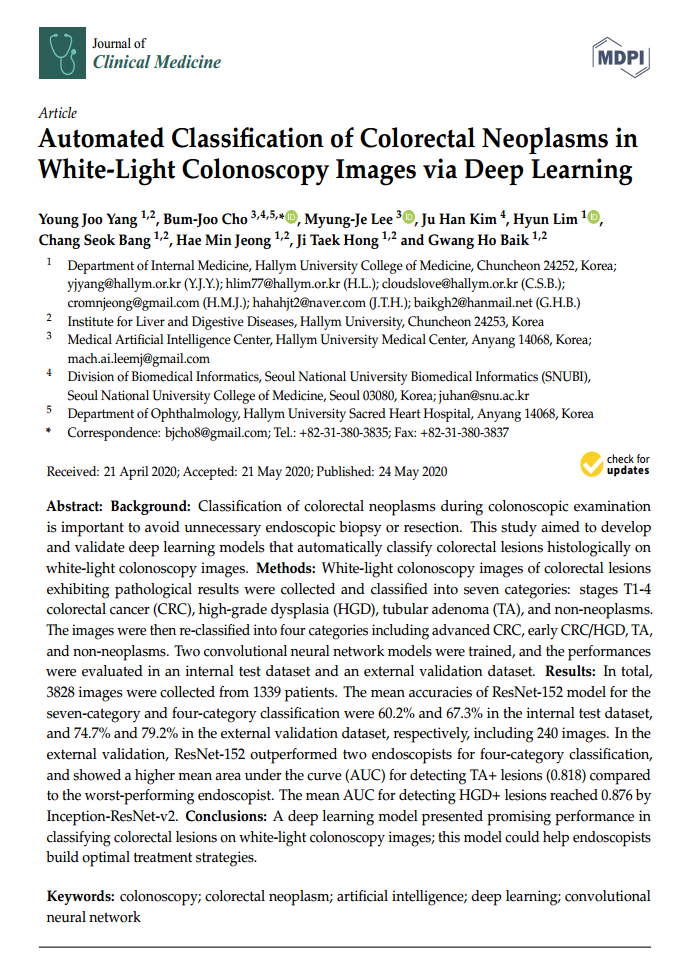 Journal of
Clinical Medicine
MDPI
Article
Automated Classification of Colorectal Neoplasms in
White-Light Colonoscopy Images via Deep Learning
Young Joo Yang 1,2, Bum-Joo Cho 3,4,5,*, Myung-Je Lee 3, Ju Han Kim 4, Hyun Lim 1,
Chang Seok Bang 1,2, Hae Min Jeong 1,2, Ji Taek Hong 1,2 and Gwang Ho Baik 1,2
1 Department of Internal Medicine, Hallym University College of Medicine, Chuncheon 24252, Korea;
yjyang@hallym.or.kr (Y.J.Y.); hlim77@hallym.or.kr (H.L.); cloudslove@hallym.or.kr (C.S.B.);
cromnjeong@gmail.com (H.M.J.); hahahjt2@naver.com (J.T.H.); baikgh2@hanmail.net (G.H.B.)
2 Institute for Liver and Digestive Diseases, Hallym University, Chuncheon 24253, Korea
3 Medical Artificial Intelligence Center, Hallym University Medical Center, Anyang 14068, Korea;
mach.ai.leemj@gmail.com
4 Division of Biomedical Informatics, Seoul National University Biomedical Informatics (SNUBI),
Seoul National University College of Medicine, Seoul 03080, Korea; juhan@snu.ac.kr
5 Department of Ophthalmology, Hallym University Sacred Heart Hospital, Anyang 14068, Korea
* Correspondence: bjcho8@gmail.com; Tel.: +82-31-380-3835; Fax: +82-31-380-3837
check for
updates
Received: 21 April 2020; Accepted: 21 May 2020; Published: 24 May 2020
Abstract: Background: Classification of colorectal neoplasms during colonoscopic examination
is important to avoid unnecessary endoscopic biopsy or resection. This study aimed to develop
and validate deep learning models that automatically classify colorectal lesions histologically on
white-light colonoscopy images. Methods: White-light colonoscopy images of colorectal lesions
exhibiting pathological results were collected and classified into seven categories: stages T1-4
colorectal cancer (CRC), high-grade dysplasia (HGD), tubular adenoma (TA), and non-neoplasms.
The images were then re-classified into four categories including advanced CRC, early CRC/HGD, TA,
and non-neoplasms. Two convolutional neural network models were trained, and the performances
were evaluated in an internal test dataset and an external validation dataset. Results: In total,
3828 images were collected from 1339 patients. The mean accuracies of ResNet-152 model for the
seven-category and four-category classification were 60.2% and 67.3% in the internal test dataset,
and 74.7% and 79.2% in the external validation dataset, respectively, including 240 images. In the
external validation, ResNet-152 outperformed two endoscopists for four-category classification,
and showed a higher mean area under the curve (AUC) for detecting TA+ lesions (0.818) compared
to the worst-performing endoscopist. The mean AUC for detecting HGD+ lesions reached 0.876 by
Inception-ResNet-v2. Conclusions: A deep learning model presented promising performance in
classifying colorectal lesions on white-light colonoscopy images; this model could help endoscopists
build optimal treatment strategies.
Keywords: colonoscopy; colorectal neoplasm; artificial intelligence; deep learning; convolutional
neural network